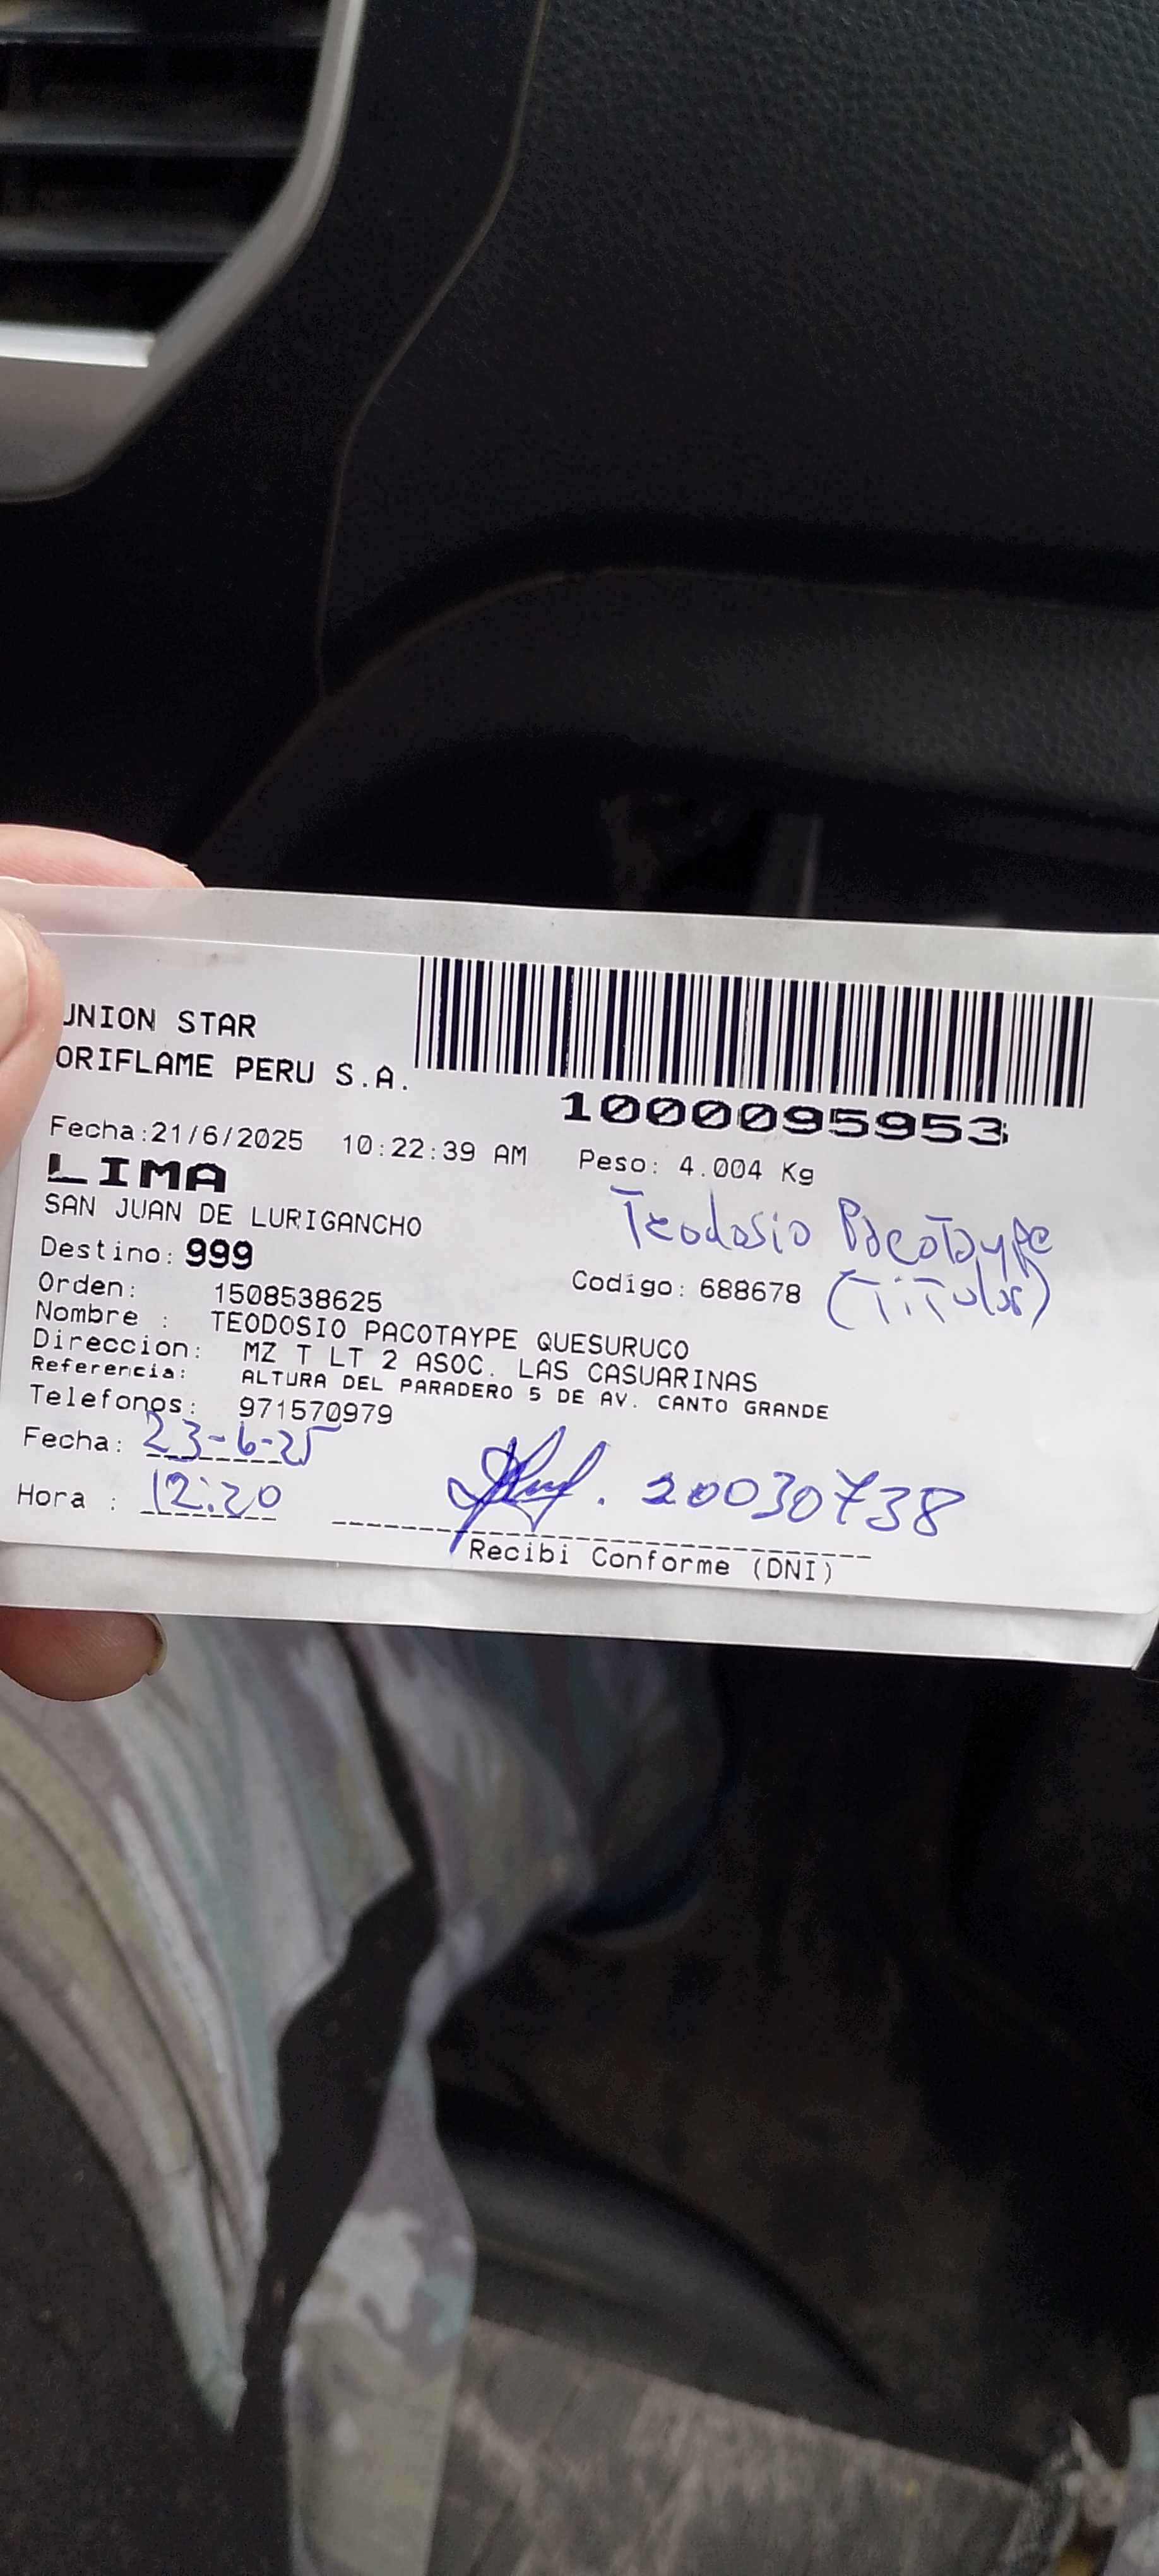 UNION STAR
ORIFLAME PERU S.A.
1000095953
Fecha:21/6/2025 10:22:39 AM Peso: 4.004 Kg
LIMA
SAN JUAN DE LURIGANCHO
Teodosio Pacotaype
Destino: 999
(Titular)
Orden: 1508538625 Codigo: 688678
Nombre : TEODOSIO PACOTAYPE QUESURUCO
Direccion: MZ T LT 2 ASOC. LAS CASUARINAS
Referencia: ALTURA DEL PARADERO 5 DE AV. CANTO GRANDE
Telefonos: 971570979
Fecha: 23-6-25
Hora : 12:20
20030738
Recibi Conforme (DNI)